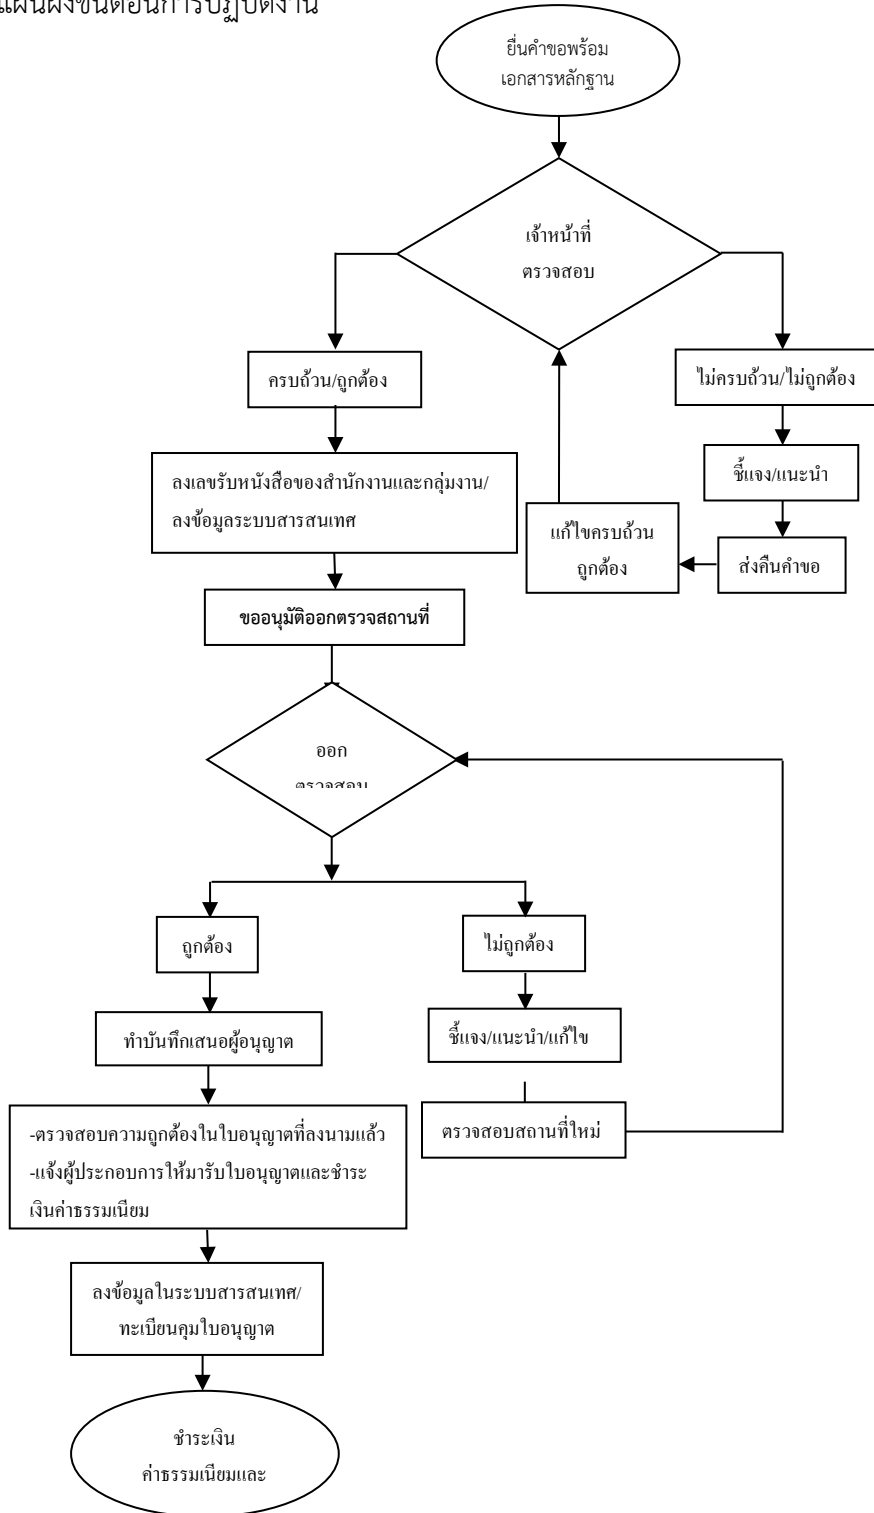 แผนผังขั้นตอนการปฏิบัติงาน
ยื่นคำขอพร้อม
เอกสารหลักฐาน
เจ้าหน้าที่
ตรวจสอบ
ครบถ้วน/ถูกต้อง
ไม่ครบถ้วน/ไม่ถูกต้อง
ลงเลขรับหนังสือของสำนักงานและกลุ่มงาน/
ลงข้อมูลระบบสารสนเทศ
ชี้แจง/แนะนำ
แก้ไขครบถ้วน
ถูกต้อง
ส่งคืนคำขอ
ขออนุมัติออกตรวจสถานที่
ออก
ตรวจสอบ
ถูกต้อง
ไม่ถูกต้อง
ทำบันทึกเสนอผู้อนุญาต
ชี้แจง/แนะนำ/แก้ไข
ตรวจสอบสถานที่ใหม่
-ตรวจสอบความถูกต้องในใบอนุญาตที่ลงนามแล้ว
-แจ้งผู้ประกอบการให้มารับใบอนุญาตและชำระ
เงินค่าธรรมเนียม
ลงข้อมูลในระบบสารสนเทศ/
ทะเบียนคุมใบอนุญาต
ชำระเงิน
ค่าธรรมเนียมและ